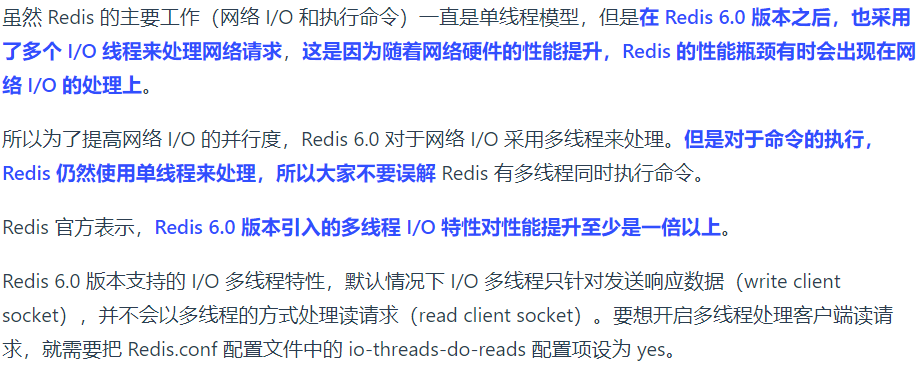 虽然 Redis 的主要工作（网络 I/O 和执行命令）一直是单线程模型，但是在 Redis 6.0 版本之后，也采用
了多个 I/O 线程来处理网络请求，这是因为随着网络硬件的性能提升，Redis 的性能瓶颈有时会出现在网
络 I/O 的处理上。
所以为了提高网络 I/O 的并行度，Redis 6.0 对于网络 I/O 采用多线程来处理。但是对于命令的执行，
Redis 仍然使用单线程来处理，所以大家不要误解 Redis 有多线程同时执行命令。
Redis 官方表示，Redis 6.0 版本引入的多线程 I/O 特性对性能提升至少是一倍以上。
Redis 6.0 版本支持的 I/O 多线程特性，默认情况下 I/O 多线程只针对发送响应数据（write client
socket），并不会以多线程的方式处理读请求（read client socket）。要想开启多线程处理客户端读请
求，就需要把 Redis.conf 配置文件中的 io-threads-do-reads 配置项设为 yes。